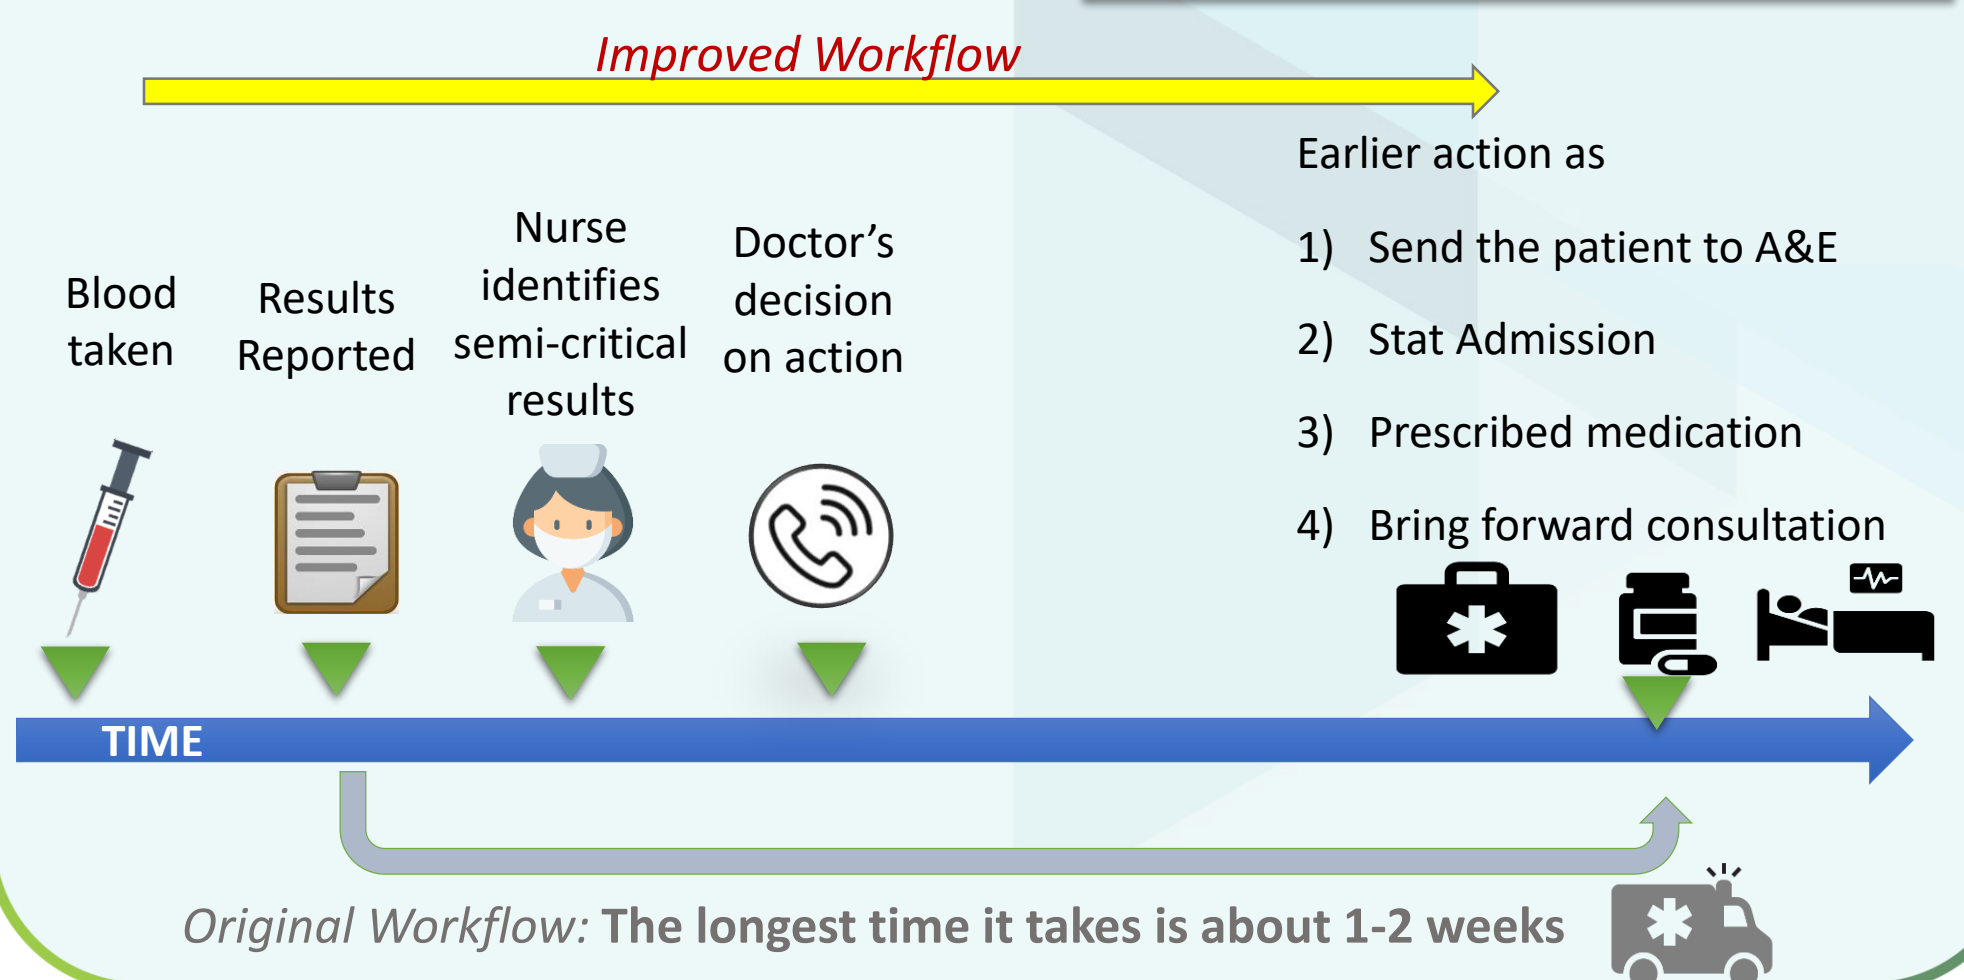 Improved Workflow
Blood
taken
Results
Reported
Nurse
identifies
semi-critical
results
Doctor’s
decision
on action
Earlier action as
1) Send the patient to A&E
2) Stat Admission
3) Prescribed medication
4) Bring forward consultation
TIME
Original Workflow: The longest time it takes is about 1-2 weeks